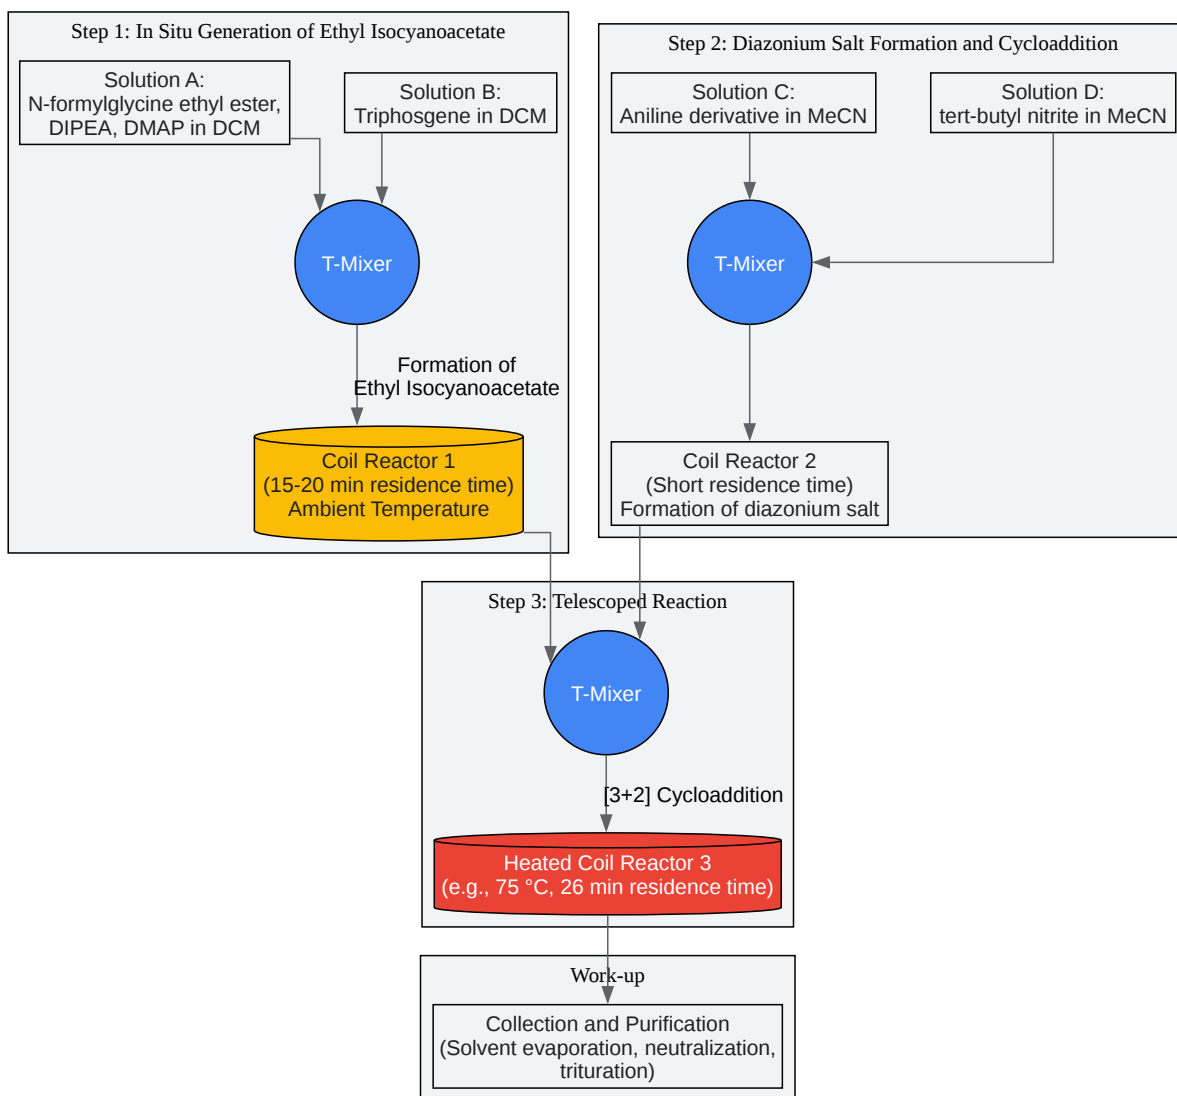 Step 1: In Situ Generation of Ethyl Isocyanoacetate
Solution A:
N-formylglycine ethyl ester,
DIPEA, DMAP in DCM
Solution B:
Triphosgene in DCM
T-Mixer
Formation of
Ethyl Isocyanoacetate
Coil Reactor 1
(15-20 min residence time)
Ambient Temperature
Step 2: Diazonium Salt Formation and Cycloaddition
Solution C:
Aniline derivative in MeCN
Solution D:
tert-butyl nitrite in MeCN
T-Mixer
Coil Reactor 2
(Short residence time)
Formation of diazonium salt
Step 3: Telescoped Reaction
T-Mixer
[3+2] Cycloaddition
Heated Coil Reactor 3
(e.g., 75 °C, 26 min residence time)
Work-up
Collection and Purification
(Solvent evaporation, neutralization,
trituration)